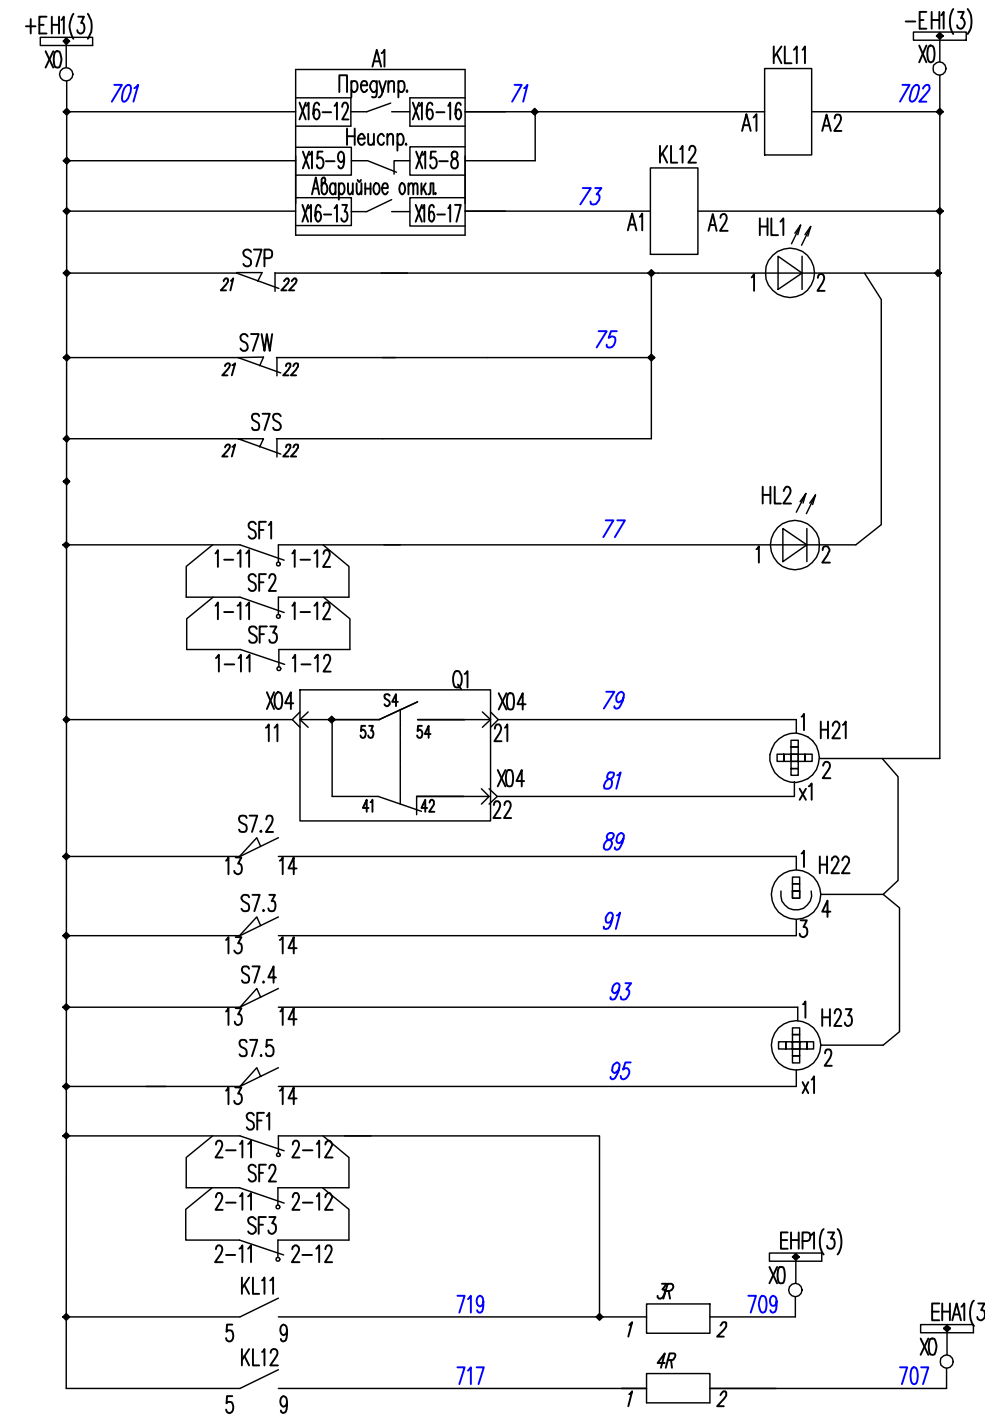 +EH1(3) -EH1(3)
X0 X0
A1 KL11
701 Предупр. 71 702
X16-12 X16-16 A1 A2
Неиспр.
X15-9 X15-8 KL12
Аварийное откл.
X16-13 X16-17 73 A1 A2
HL1
S7P
21 22 1 2
S7W 75
21 22
S7S
21 22
HL2
SF1 77
1-11 1-12 1 2
SF2
1-11 1-12
SF3
1-11 1-12
Q1
X04 S4 X04 79
11 53 54 21 1 H21
2
X04 81
41 42 22 x1
S7.2 89
13 14 1 H22
4
S7.3 91
13 14 3
S7.4 93
13 14 1 H23
2
S7.5 95
13 14 x1
SF1
2-11 2-12
SF2
2-11 2-12
SF3
2-11 2-12
EHP1(3)
X0
KL11 719 3R 709
5 9 1 2
EHA1(3
X0
KL12 717 4R 707
5 9 1 2